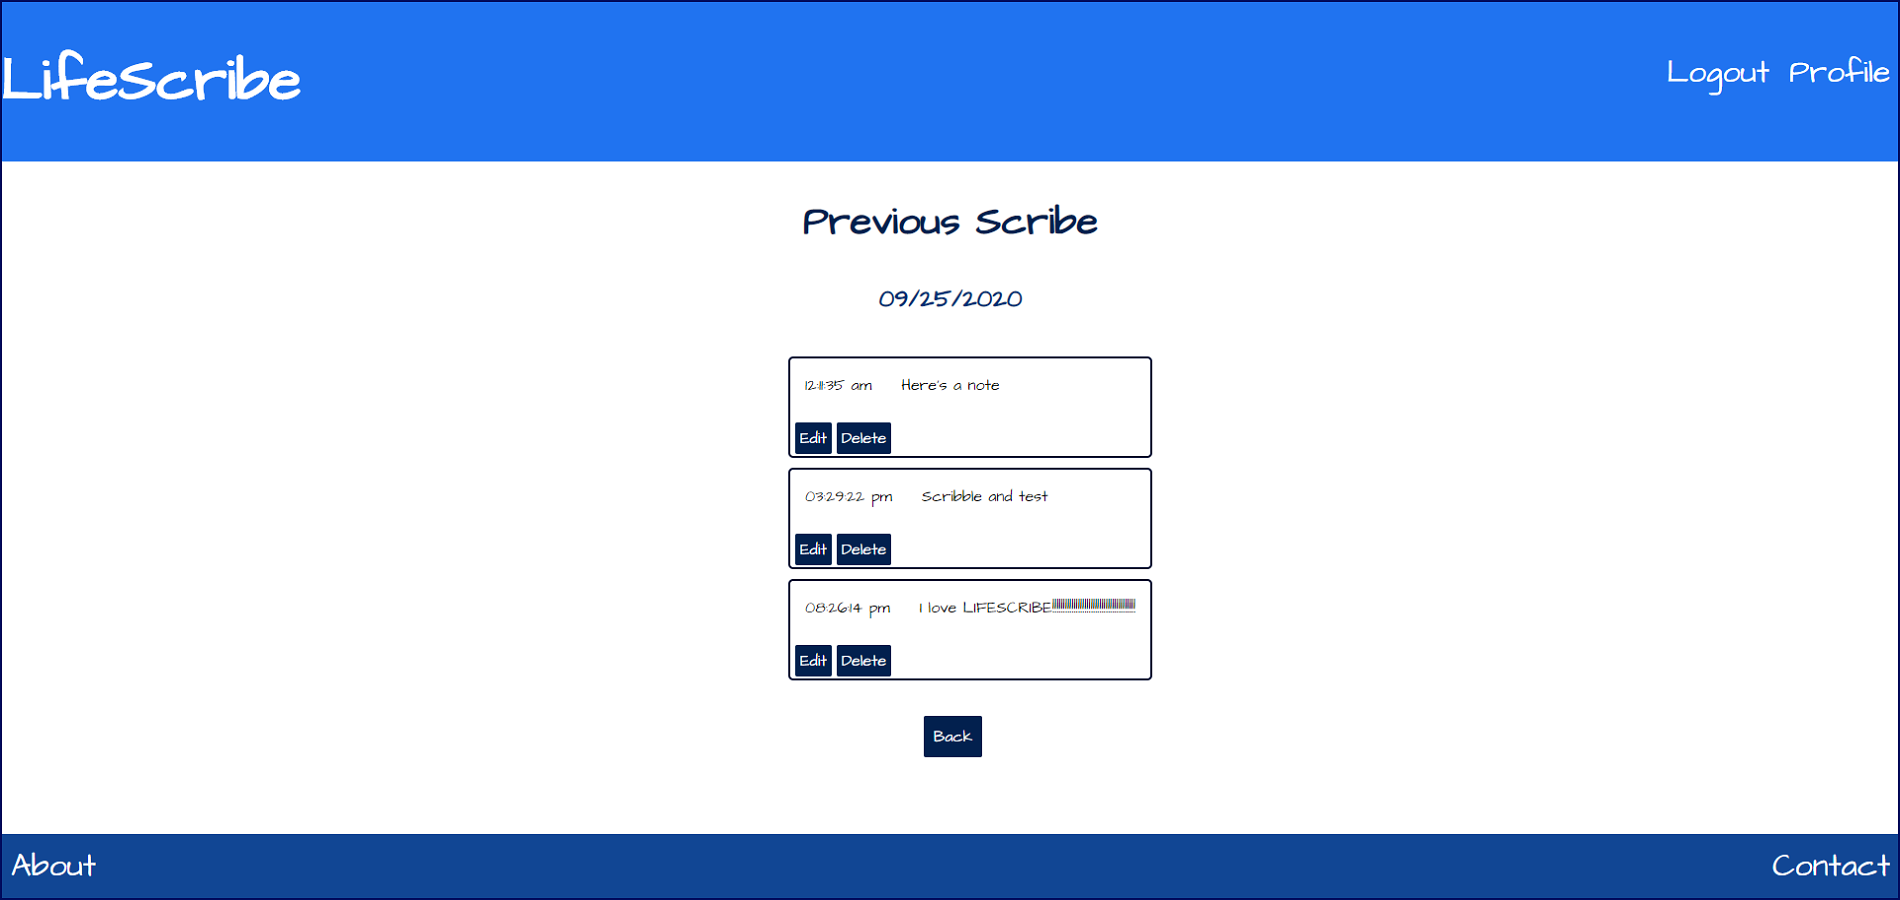 LifeScribe
Logout Profile
Previous Scribe
09/25/2020
12:11:35 am Here's a note
Edit Delete
03:29:22 pm Scribble and test
Edit Delete
08:26:14 pm I love LIFESCRIBE
Edit Delete
Back
About
Contact